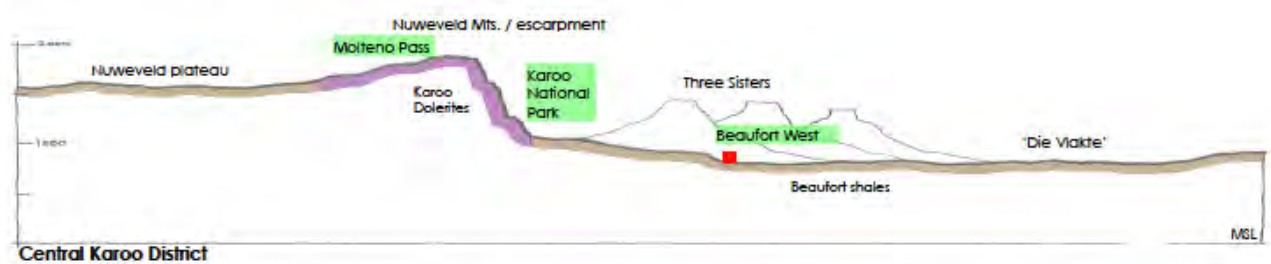 Nuweveld Mts. / escarpment
Molteno Pass
Nuweveld plateau
Karoo
National
Park
Karoo
Dolerites
Three Sisters
Beaufort West
'Die Vlakte'
Beaufort shales
MSL
Central Karoo District